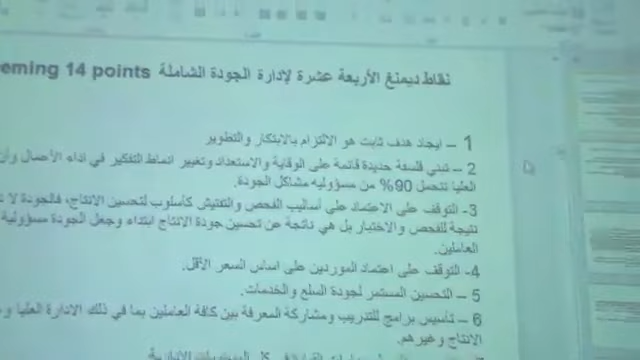 نقاط ديمنغ الأربعة عشرة لإدارة الجودة الشاملة eming 14 points
1 – ايجاد هدف ثابت هو الالتزام بالابتكار والتطوير
2 – تبني فلسفة جديدة قائمة على الوقاية والاستعداد وتغيير انماط التفكير في اداء الأعمال وأن
العليا تتحمل 90% من مسؤولية مشاكل الجودة.
3- التوقف على الاعتماد على أساليب الفحص والتفتيش كأسلوب لتحسين الانتاج، فالجودة لا
نتيجة للفحص والاختبار بل هي ناتجة عن تحسين جودة الانتاج ابتداء وجعل الجودة مسؤولية
العاملين.
4- التوقف على اعتماد الموردين على اساس السعر الأقل.
5 – التحسين المستمر لجودة السلع والخدمات.
6 – تأسيس برامج للتدريب ومشاركة المعرفة بين كافة العاملين بما في ذلك الادارة العليا
الانتاج وغيرهم.